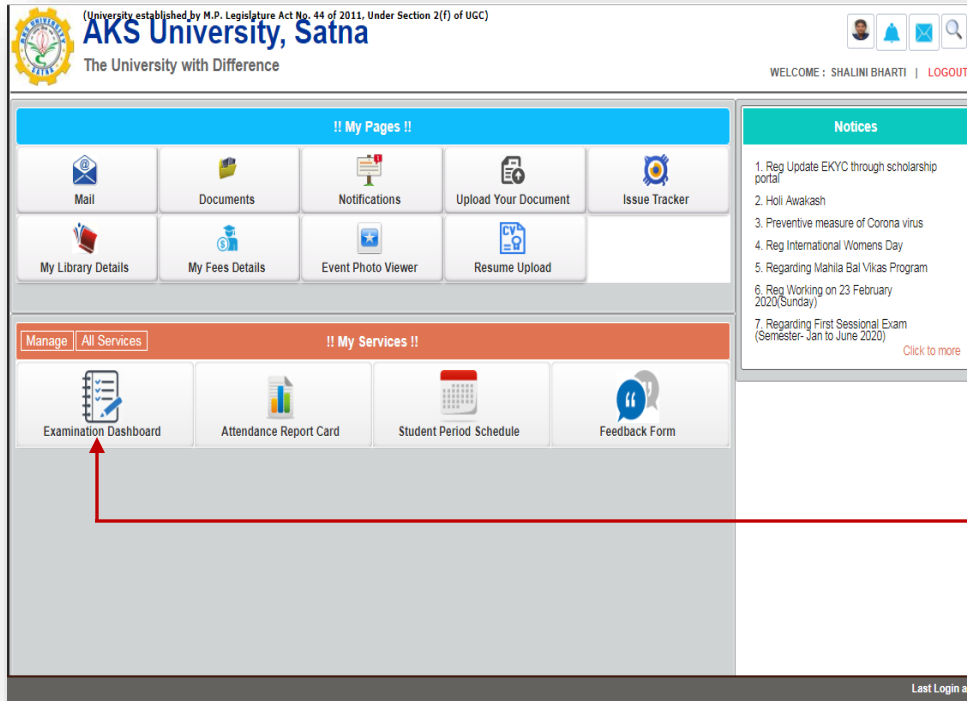 (University established by M.P. Legislature Act No. 44 of 2011, Under Section 2(f) of UGC)
AKS University, Satna
The University with Difference
WELCOME : SHALINI BHARTI | LOGOUT
!! My Pages !!
Mail
Documents
Notifications
Upload Your Document
Issue Tracker
My Library Details
My Fees Details
Event Photo Viewer
CV
Resume Upload
Manage
All Services
!! My Services !!
Examination Dashboard
Attendance Report Card
Student Period Schedule
Feedback Form
Notices
1. Reg Update EKYC through scholarship
portal
2. Holi Awakash
3. Preventive measure of Corona virus
4. Reg International Womens Day
5. Regarding Mahila Bal Vikas Program
6. Reg Working on 23 February
2020(Sunday)
7. Regarding First Sessional Exam
(Semester- Jan to June 2020)
Click to more
Last Login a